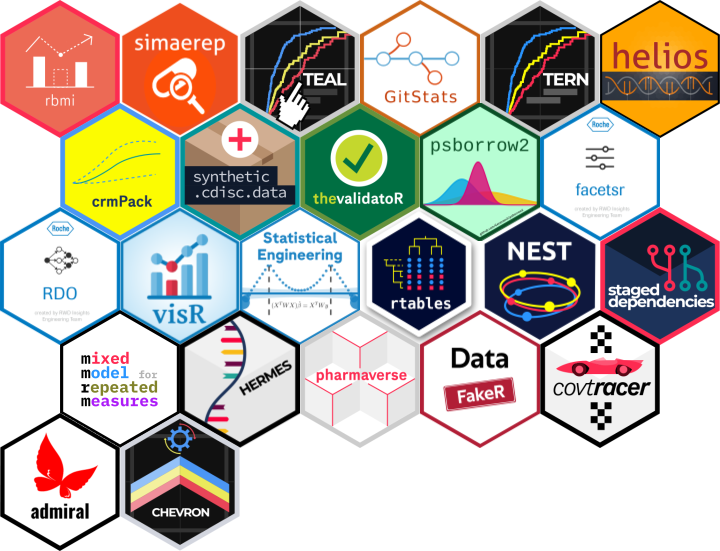 rbmi
simaerep
TEAL
GitStats
TERN
helios
crmPack
synthetic
.cdisc.data
thevalidatoR
psborrow2
Roche
facetsr
created by RWD Insights
Engineering Team
Roche
RDO
created by RWD Insights
Engineering Team
visR
Statistical
Engineering
rtables
NEST
staged
dependencies
mixed
model for
repeated
measures
HERMES
pharmaverse
Data
FakeR
covtracer
admiral
CHEVRON